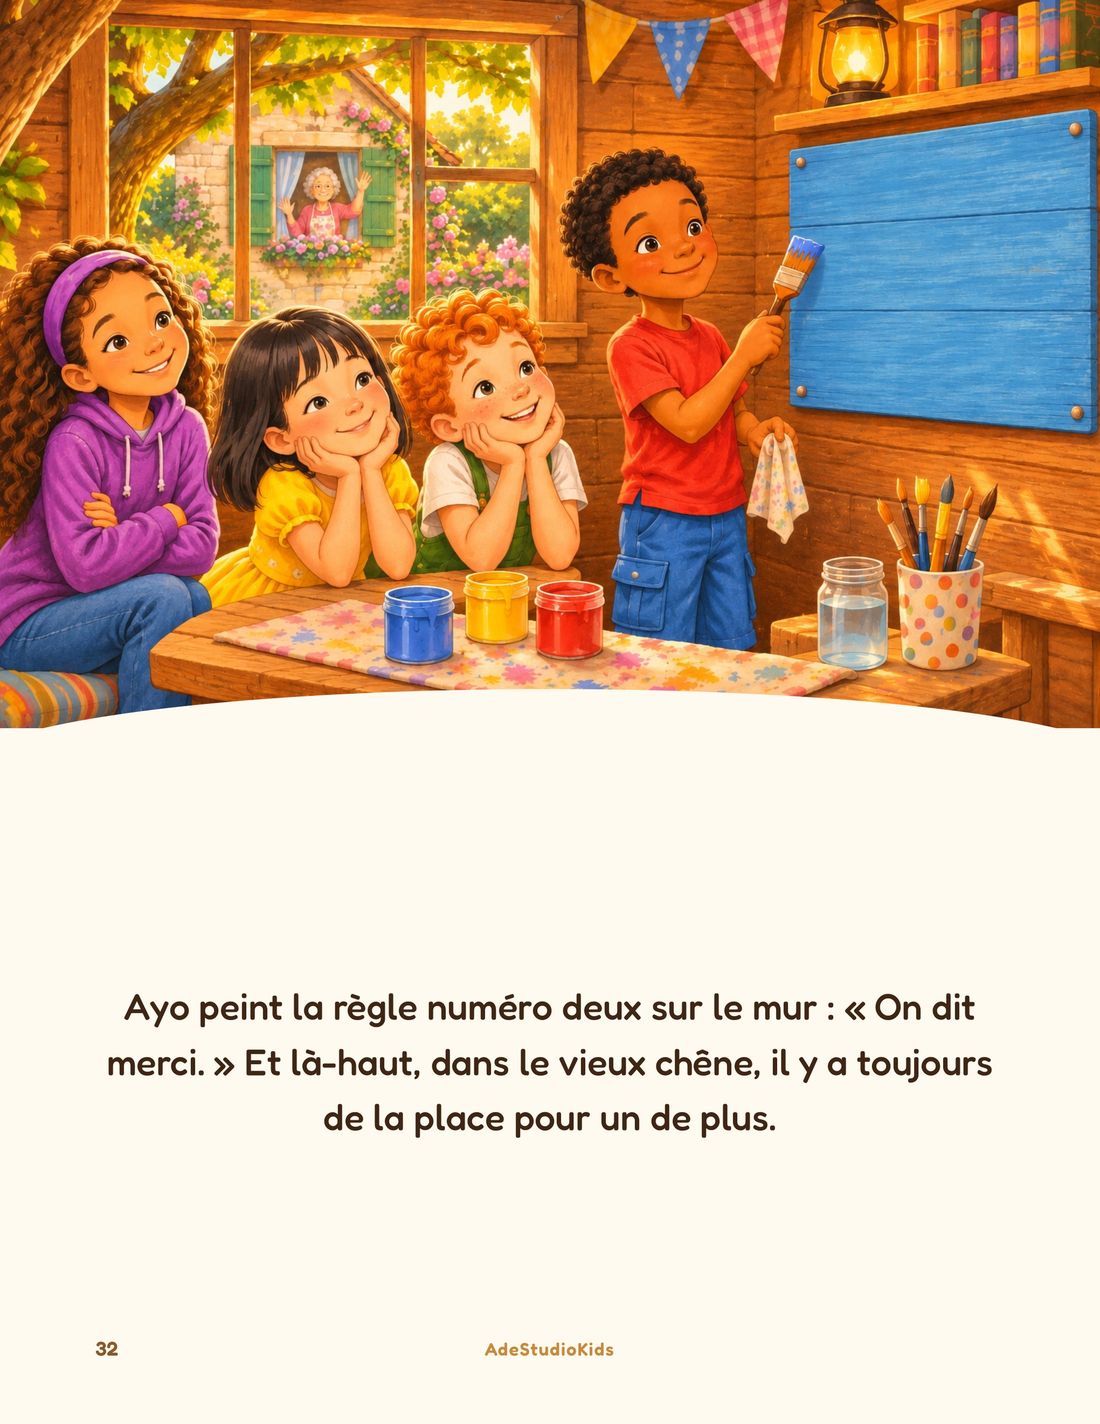 Ayo peint la règle numéro deux sur le mur : « On dit
merci. » Et là-haut, dans le vieux chêne, il y a toujours
de la place pour un de plus.
32
AdeStudioKids